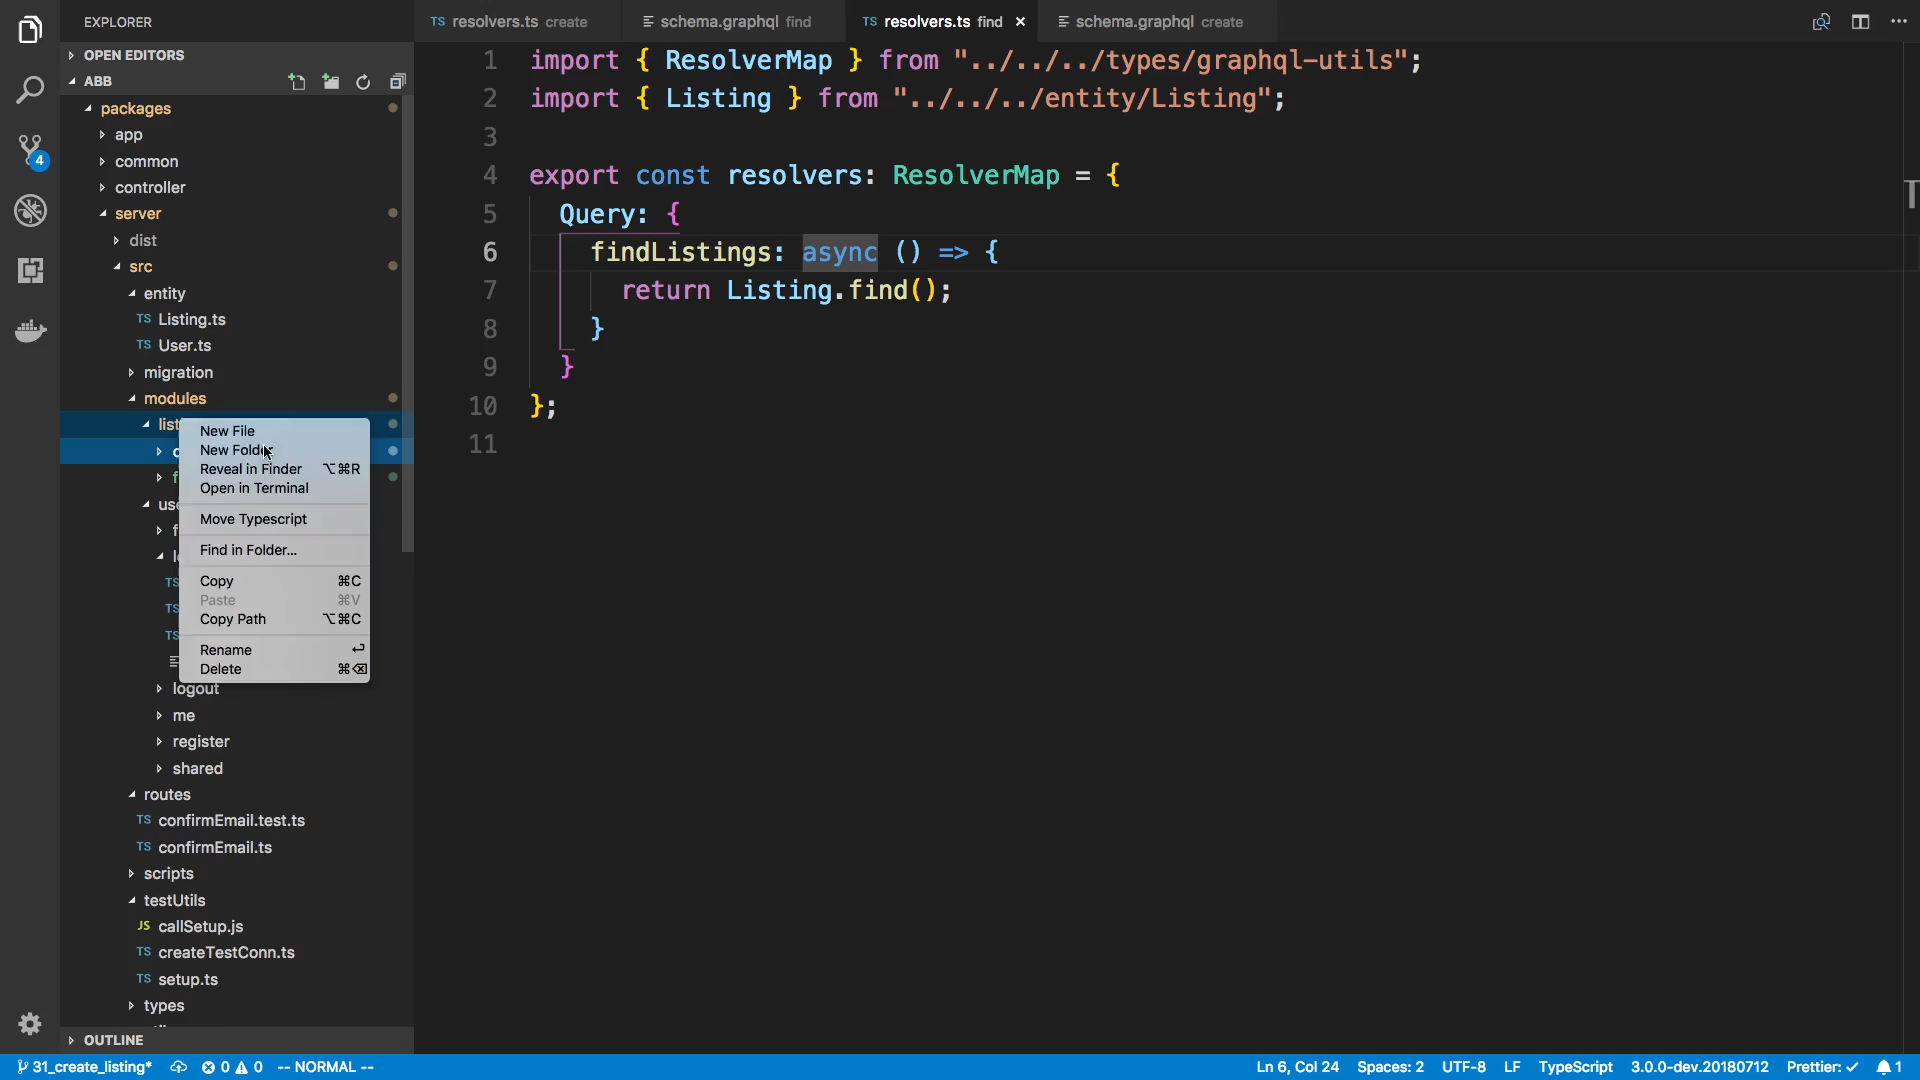 EXPLORER
OPEN EDITORS
ABB
packages
app
common
controller
server
dist
src
entity
TS Listing.ts
TS User.ts
migration
modules
list
New File
New Folder
Reveal in Finder ⌥⌘R
Open in Terminal
Move Typescript
Find in Folder...
Copy ⌘C
Paste ⌘V
Copy Path ⌥⌘C
Rename ⏎
Delete ⌘⌫
use
TS
TS
TS
logout
me
register
shared
routes
TS confirmEmail.test.ts
TS confirmEmail.ts
scripts
testUtils
JS callSetup.js
TS createTestConn.ts
TS setup.ts
types
OUTLINE
4
TS resolvers.ts create
schema.graphql find
TS resolvers.ts find ×
schema.graphql create
1 import { ResolverMap } from "../../../types/graphql-utils";
2 import { Listing } from "../../../entity/Listing";
3
4 export const resolvers: ResolverMap = {
5 Query: {
6 findListings: async () => {
7 return Listing.find();
8 }
9 }
10 };
11
31_create_listing* 0 0 -- NORMAL -- Ln 6, Col 24 Spaces: 2 UTF-8 LF TypeScript 3.0.0-dev.20180712 Prettier: ✓ 1